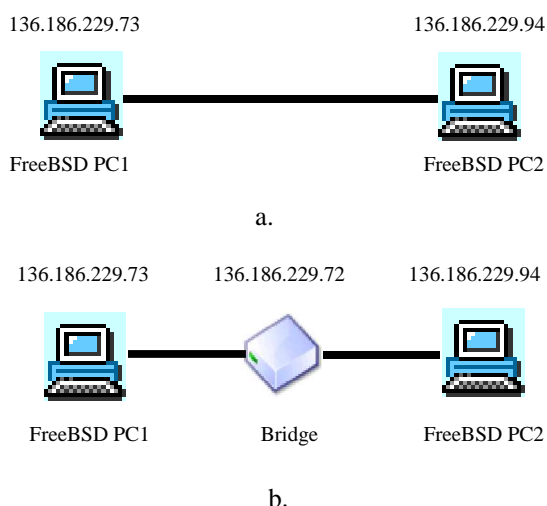 136.186.229.73 136.186.229.94
FreeBSD PC1 FreeBSD PC2
a.
136.186.229.73 136.186.229.72 136.186.229.94
FreeBSD PC1 Bridge FreeBSD PC2
b.